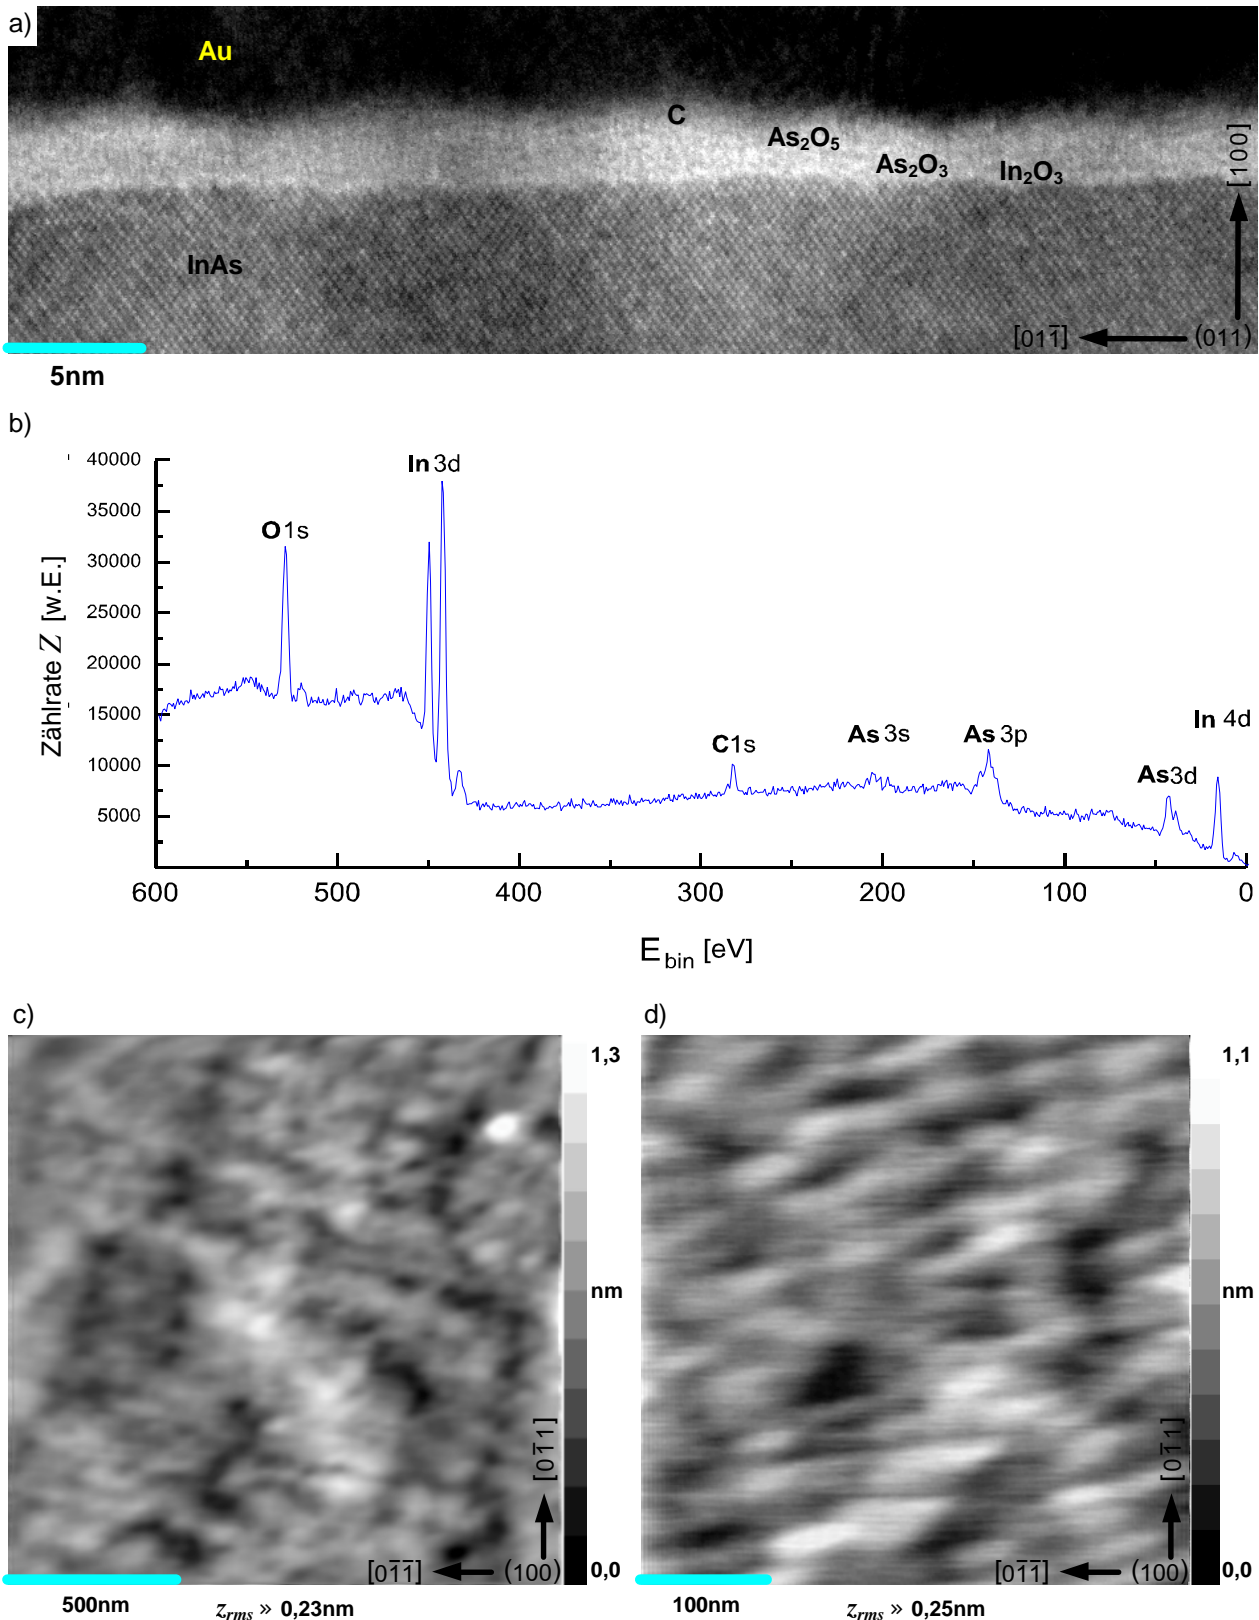 a)
Au
C
As₂O₅
As₂O₃
In₂O₃
[100]
InAs
[011̅]
(011)
5nm
b)
Zählrate Z [w.E.]
40000
35000
30000
25000
20000
15000
10000
5000
O 1s
In 3d
C1s
As 3s
As 3p
As3d
In 4d
600
500
400
300
200
100
0
E bin [eV]
c)
1,3
nm
0,0
[01̅1]
[01̅1̅]
(100)
500nm
z rms » 0,23nm
d)
1,1
nm
0,0
[01̅1]
[01̅1̅]
(100)
100nm
z rms » 0,25nm